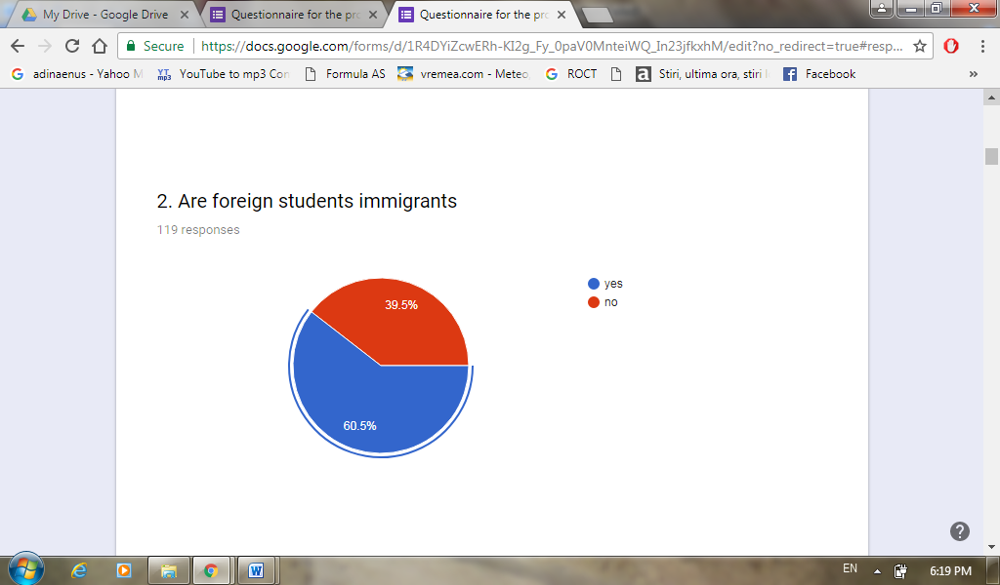 My Drive - Google Drive
Questionnaire for the pr
Questionnaire for the pro
Secure
https://docs.google.com/forms/d/1R4DYiZcwERh-KI2g_Fy_0paV0MnteiWQ_In23jfkxhM/edit?no_redirect=true#resp...
adinaenus - Yahoo M
YouTube to mp3 Con
Formula AS
vremea.com - Meteo
ROCT
Stiri, ultima ora, stiri
Facebook
2. Are foreign students immigrants
119 responses
39.5%
60.5%
yes
no
EN
6:19 PM